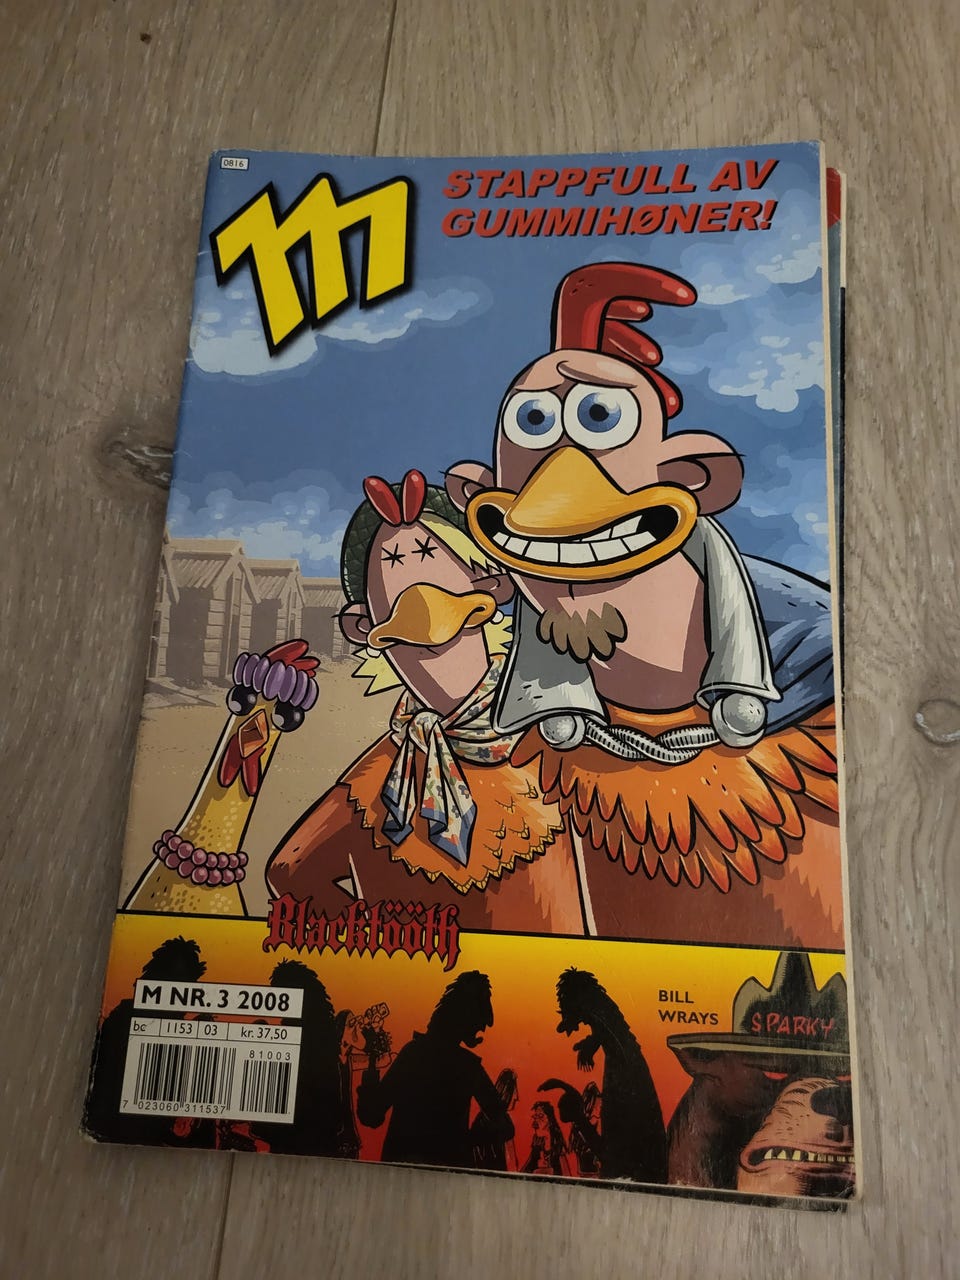 0816
M
STAPPFULL AV
GUMMIHØNER!
Blacktööth
M NR. 3 2008
bc 1153 03 kr. 37,50
81003
7 023060 311537
BILL
WRAYS
SPARKY